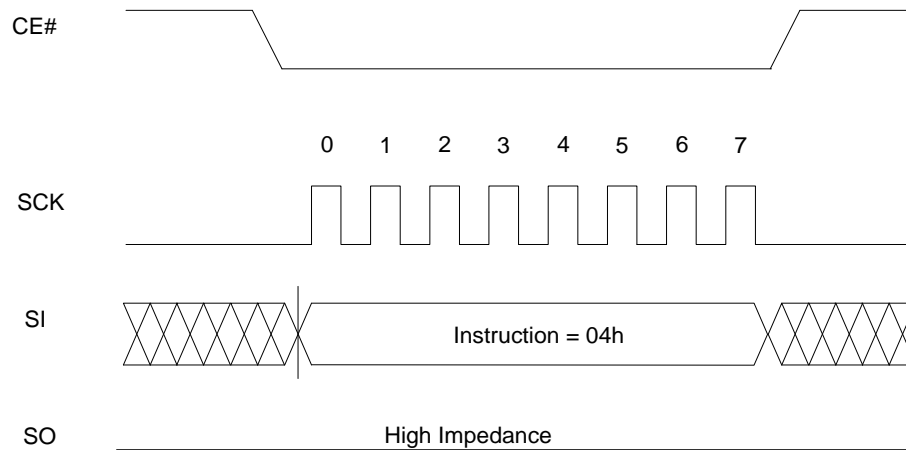 CE#
0 1 2 3 4 5 6 7
SCK
SI
Instruction = 04h
SO
High Impedance